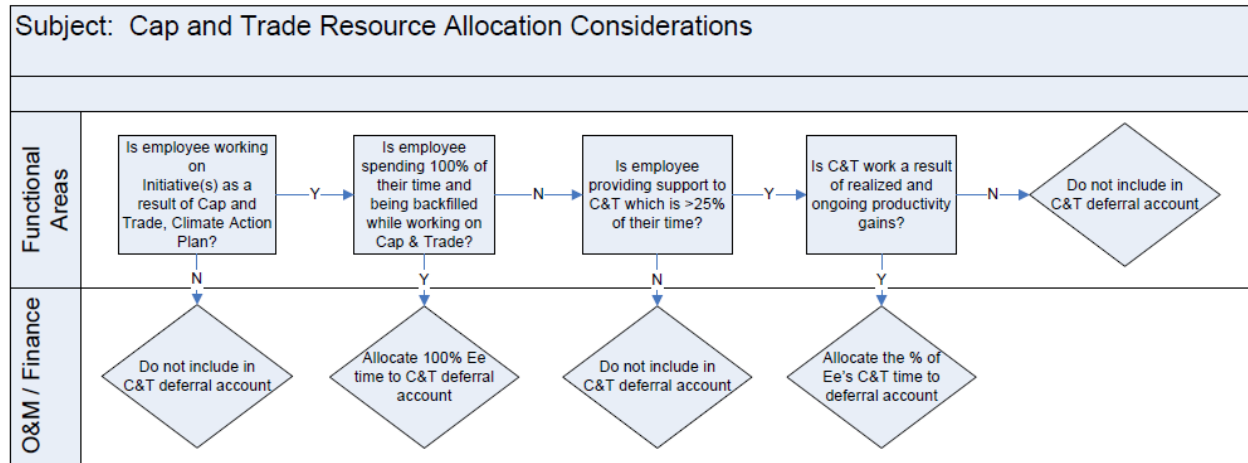 Subject: Cap and Trade Resource Allocation Considerations
Functional
Areas
Is employee working
on
Initiative(s) as a
result of Cap and
Trade, Climate Action
Plan?
Y
Is employee
spending 100% of
their time and
being backfilled
while working on
Cap & Trade?
N
Is employee
providing support to
C&T which is >25%
of their time?
Y
Is C&T work a result
of realized and
ongoing productivity
gains?
N
Do not include in
C&T deferral account
N
Y
N
Y
O&M / Finance
Do not include in
C&T deferral account
Allocate 100% Ee
time to C&T deferral
account
Do not include in
C&T deferral account
Allocate the % of
Ee's C&T time to
deferral account